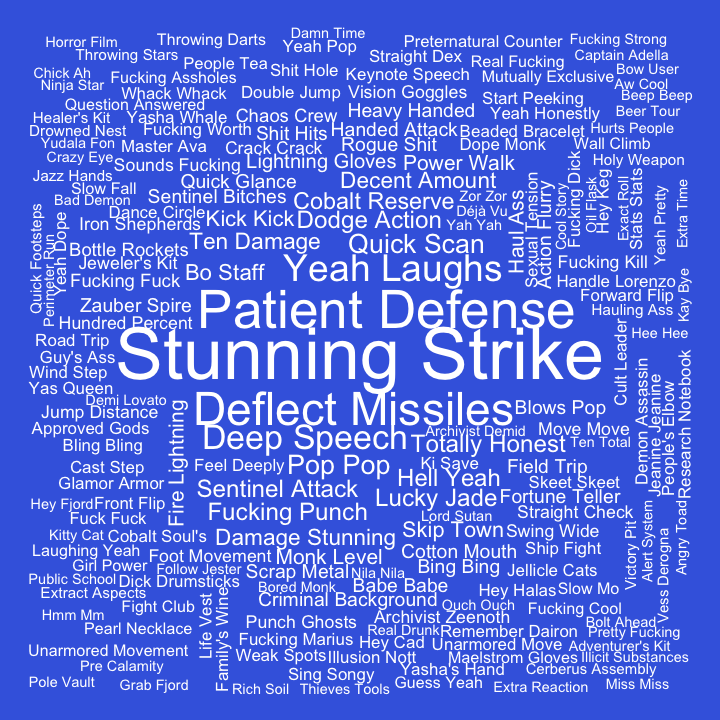 Damn Time
Horror Film
Throwing Darts
Yeah Pop
Preternatural Counter
Fucking Strong
Throwing Stars
People Tea
Straight Dex
Real Fucking
Captain Adella
Chick Ah
Fucking Assholes
Shit Hole
Keynote Speech
Mutually Exclusive
Bow User
Ninja Star
Whack Whack
Double Jump
Vision Goggles
Start Peeking
Aw Cool
Beep Beep
Question Answered
Healer's Kit
Yasha Whale
Chaos Crew
Heavy Handed
Yeah Honestly
Beer Tour
Drowned Nest
Fucking Worth
Shit Hits
Handed Attack
Beaded Bracelet
Hurts People
Yudala Fon
Master Ava
Crack Crack
Rogue Shit
Dope Monk
Wall Climb
Crazy Eye
Sounds Fucking
Lightning Gloves
Power Walk
Holy Weapon
Jazz Hands
Slow Fall
Quick Glance
Decent Amount
Bad Demon
Sentinel Bitches
Cobalt Reserve
Zor Zor
Déjà Vu
Yah Yah
Dance Circle
Iron Shepherds
Kick Kick
Dodge Action
Haul Ass
Sexual Tension
Action Flurry
Cool Story
Fucking Dick
Oil Flask
Hey Keg
Exact Roll
Stats Stats
Yeah Pretty
Extra Time
Quick Footsteps
Perimeter Run
Yeah Dope
Ten Damage
Quick Scan
Bottle Rockets
Jeweler's Kit
Fucking Fuck
Bo Staff
Yeah Laughs
Fucking Kill
Handle Lorenzo
Kay Bye
Zauber Spire
Patient Defense
Forward Flip
Hauling Ass
Hundred Percent
Road Trip
Stunning Strike
Hee Hee
Guy's Ass
Wind Step
Cult Leader
Yas Queen
Demi Lovato
Deflect Missiles
Blows Pop
Demon Assassin
Jeanine Jeanine
People's Elbow
Research Notebook
Jump Distance
Approved Gods
Deep Speech
Archivist Demid
Move Move
Bling Bling
Totally Honest
Ten Total
Fire Lightning
Cast Step
Feel Deeply
Pop Pop
Ki Save
Field Trip
Glamor Armor
Sentinel Attack
Hell Yeah
Skeet Skeet
Hey Fjord
Front Flip
Lucky Jade
Fortune Teller
Fuck Fuck
Fucking Punch
Lord Sutan
Straight Check
Kitty Cat
Cobalt Soul's
Damage Stunning
Skip Town
Swing Wide
Victory Pit
Alert System
Vess Derogna
Angry Toad
Laughing Yeah
Foot Movement
Monk Level
Cotton Mouth
Ship Fight
Girl Power
Follow Jester
Scrap Metal
Nila Nila
Bing Bing
Jellicle Cats
Public School
Dick Drumsticks
Bored Monk
Babe Babe
Hey Halas
Slow Mo
Extract Aspects
Criminal Background
Ouch Ouch
Fight Club
Fucking Cool
Hmm Mm
Life Vest
Family's Wine
Punch Ghosts
Archivist Zeenoth
Bolt Ahead
Pearl Necklace
Real Drunk
Remember Dairon
Pretty Fucking
Fucking Marius
Hey Cad
Unarmored Move
Adventurer's Kit
Unarmored Movement
Weak Spots
Illusion Nott
Maelstrom Gloves
Illicit Substances
Pre Calamity
Sing Songy
Yasha's Hand
Cerberus Assembly
Pole Vault
Grab Fjord
Rich Soil
Thieves Tools
Guess Yeah
Extra Reaction
Miss Miss